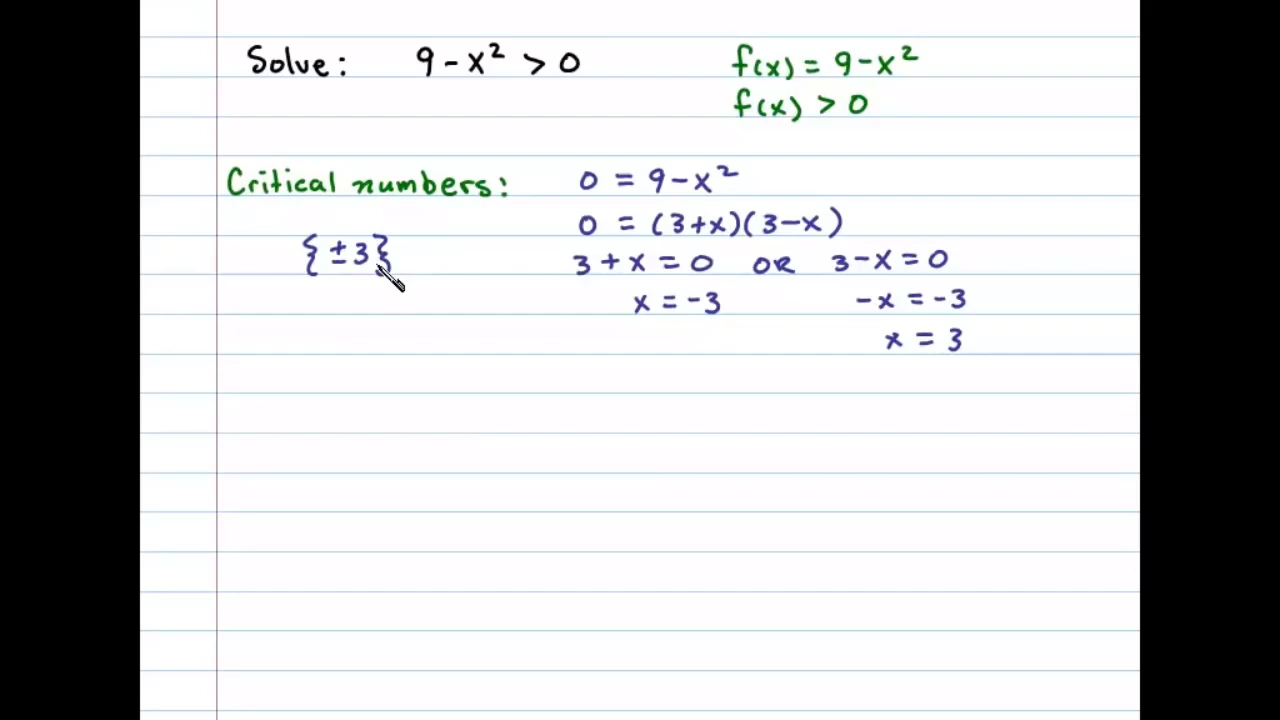 Solve: 9 - x² > 0
f(x) = 9 - x²
f(x) > 0
Critical numbers: 0 = 9 - x²
0 = (3+x)(3-x)
{±3}
3 + x = 0 OR 3 - x = 0
x = -3 -x = -3
x = 3